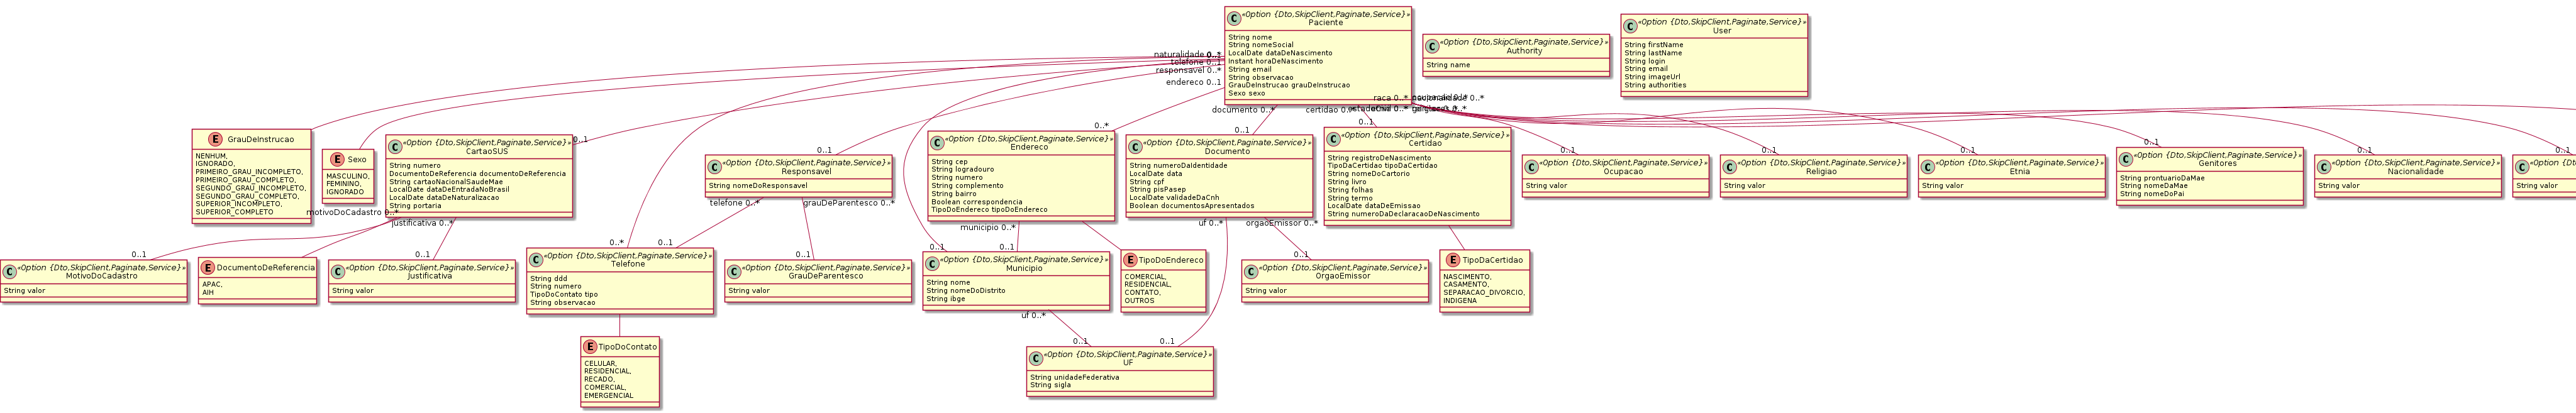 «Option {Dto,SkipClient,Paginate,Service}»
Paciente
String nome
String nomeSocial
LocalDate dataDeNascimento
Instant horaDeNascimento
String email
String observacao
GrauDeInstrucao grauDeInstrucao
Sexo sexo
«Option {Dto,SkipClient,Paginate,Service}»
Authority
String name
«Option {Dto,SkipClient,Paginate,Service}»
User
String firstName
String lastName
String login
String email
String imageUrl
String authorities
naturalidade 0..*
telefone 0..1
responsavel 0..*
endereco 0..1
documento 0..*
certidao 0..*
raca 0..*
GrauDeInstrucao
NENHUM,
IGNORADO,
PRIMEIRO_GRAU_INCOMPLETO,
PRIMEIRO_GRAU_COMPLETO,
SEGUNDO_GRAU_INCOMPLETO,
SEGUNDO_GRAU_COMPLETO,
SUPERIOR_INCOMPLETO,
SUPERIOR_COMPLETO
Sexo
MASCULINO,
FEMININO,
IGNORADO
0..1
«Option {Dto,SkipClient,Paginate,Service}»
CartaoSUS
String numero
DocumentoDeReferencia documentoDeReferencia
String cartaoNacionalSaudeMae
LocalDate dataDeEntradaNoBrasil
LocalDate dataDeNaturalizacao
String portaria
motivoDoCadastro 0..*
justificativa 0..*
0..1
«Option {Dto,SkipClient,Paginate,Service}»
Responsavel
String nomeDoResponsavel
telefone 0..*
grauDeParentesco 0..*
0..*
«Option {Dto,SkipClient,Paginate,Service}»
Endereco
String cep
String logradouro
String numero
String complemento
String bairro
Boolean correspondencia
TipoDoEndereco tipoDoEndereco
municipio 0..*
0..1
«Option {Dto,SkipClient,Paginate,Service}»
Documento
String numeroDaIdentidade
LocalDate data
String cpf
String pisPasep
LocalDate validadeDaCnh
Boolean documentosApresentados
uf 0..*
orgaoEmissor 0..*
0..1
«Option {Dto,SkipClient,Paginate,Service}»
Certidao
String registroDeNascimento
TipoDaCertidao tipoDaCertidao
String nomeDoCartorio
String livro
String folhas
String termo
LocalDate dataDeEmissao
String numeroDaDeclaracaoDeNascimento
0..1
«Option {Dto,SkipClient,Paginate,Service}»
Ocupacao
String valor
0..1
«Option {Dto,SkipClient,Paginate,Service}»
Religiao
String valor
0..1
«Option {Dto,SkipClient,Paginate,Service}»
Etnia
String valor
0..1
«Option {Dto,SkipClient,Paginate,Service}»
Genitores
String prontuarioDaMae
String nomeDaMae
String nomeDoPai
0..1
«Option {Dto,SkipClient,Paginate,Service}»
Nacionalidade
String valor
0..1
«Option {Dt
String valor
0..1
«Option {Dto,SkipClient,Paginate,Service}»
MotivoDoCadastro
String valor
DocumentoDeReferencia
APAC,
AIH
0..1
«Option {Dto,SkipClient,Paginate,Service}»
Justificativa
String valor
0..*
0..1
«Option {Dto,SkipClient,Paginate,Service}»
Telefone
String ddd
String numero
TipoDoContato tipo
String observacao
0..1
«Option {Dto,SkipClient,Paginate,Service}»
GrauDeParentesco
String valor
0..1
0..1
«Option {Dto,SkipClient,Paginate,Service}»
Municipio
String nome
String nomeDoDistrito
String ibge
uf 0..*
TipoDoEndereco
COMERCIAL,
RESIDENCIAL,
CONTATO,
OUTROS
0..1
«Option {Dto,SkipClient,Paginate,Service}»
OrgaoEmissor
String valor
TipoDaCertidao
NASCIMENTO,
CASAMENTO,
SEPARACAO_DIVORCIO,
INDIGENA
TipoDoContato
CELULAR,
RESIDENCIAL,
RECADO,
COMERCIAL,
EMERGENCIAL
0..1
0..1
«Option {Dto,SkipClient,Paginate,Service}»
UF
String unidadeFederativa
String sigla